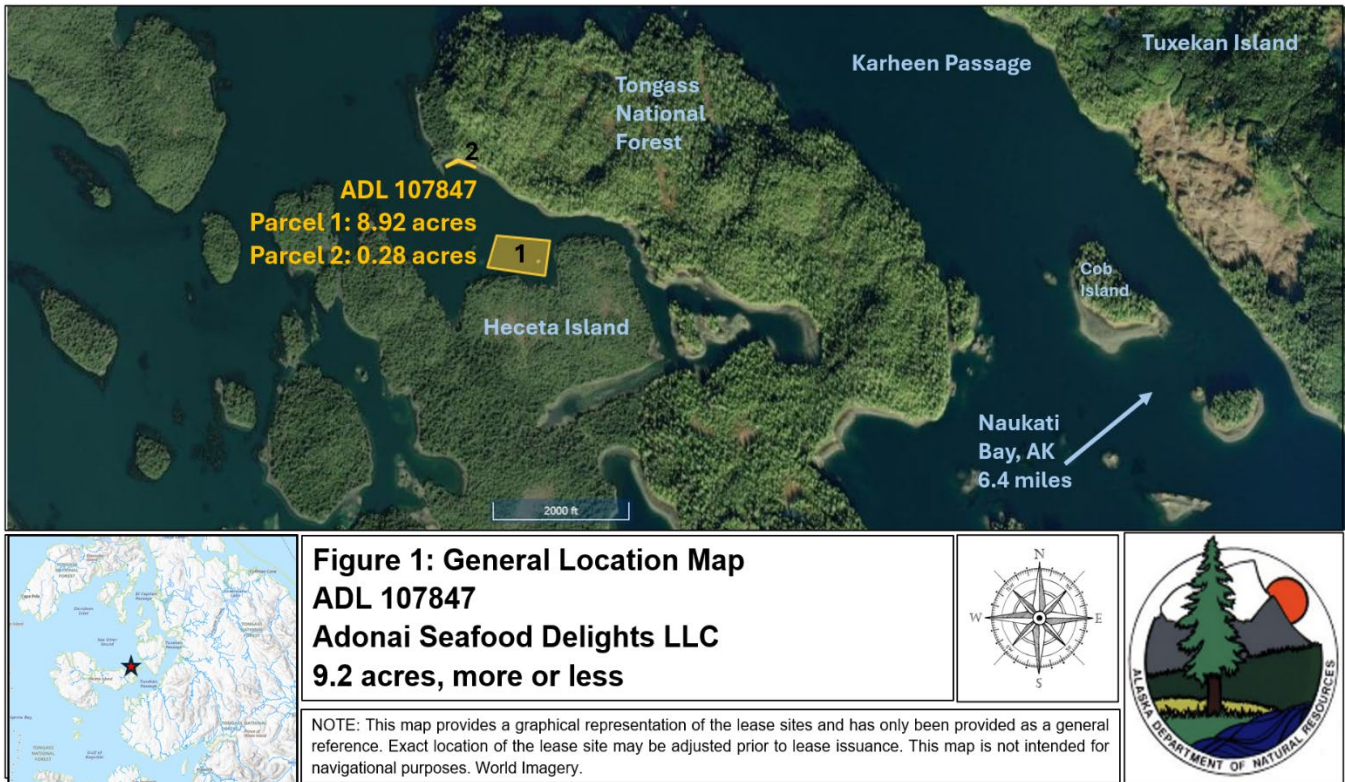 Tuxekan Island
Karheen Passage
Tongass
National
Forest
2
ADL 107847
Parcel 1: 8.92 acres
Parcel 2: 0.28 acres
1
Cob
Island
Heceta Island
Naukati
Bay, AK
6.4 miles
2000 ft
Figure 1: General Location Map
ADL 107847
Adonai Seafood Delights LLC
9.2 acres, more or less
NOTE: This map provides a graphical representation of the lease sites and has only been provided as a general
reference. Exact location of the lease site may be adjusted prior to lease issuance. This map is not intended for
navigational purposes. World Imagery.
N
W
E
S
ALASKA DEPARTMENT OF NATURAL RESOURCES